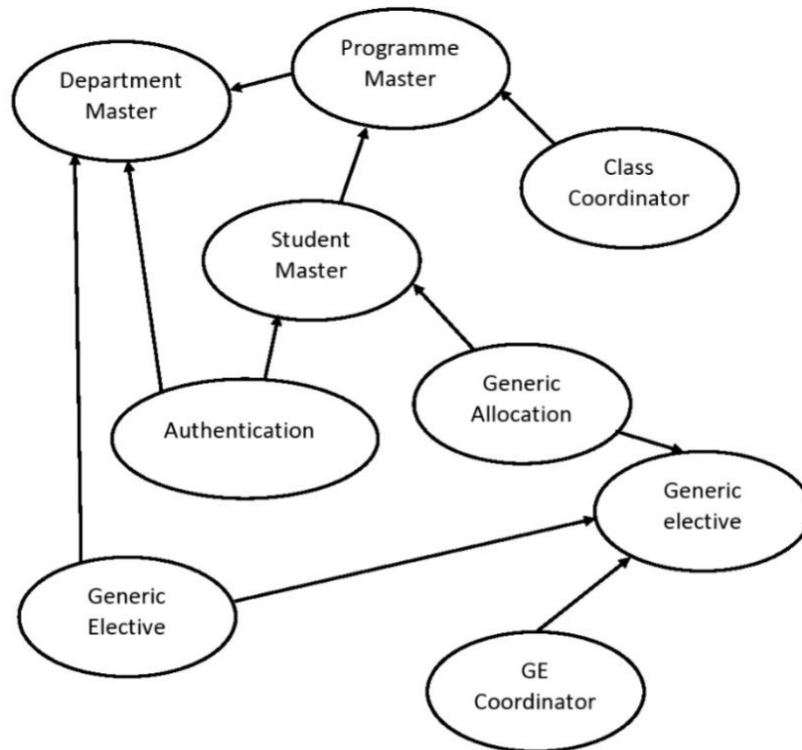 Programme
Master
Department
Master
Class
Coordinator
Student
Master
Generic
Allocation
Authentication
Generic
elective
Generic
Elective
GE
Coordinator